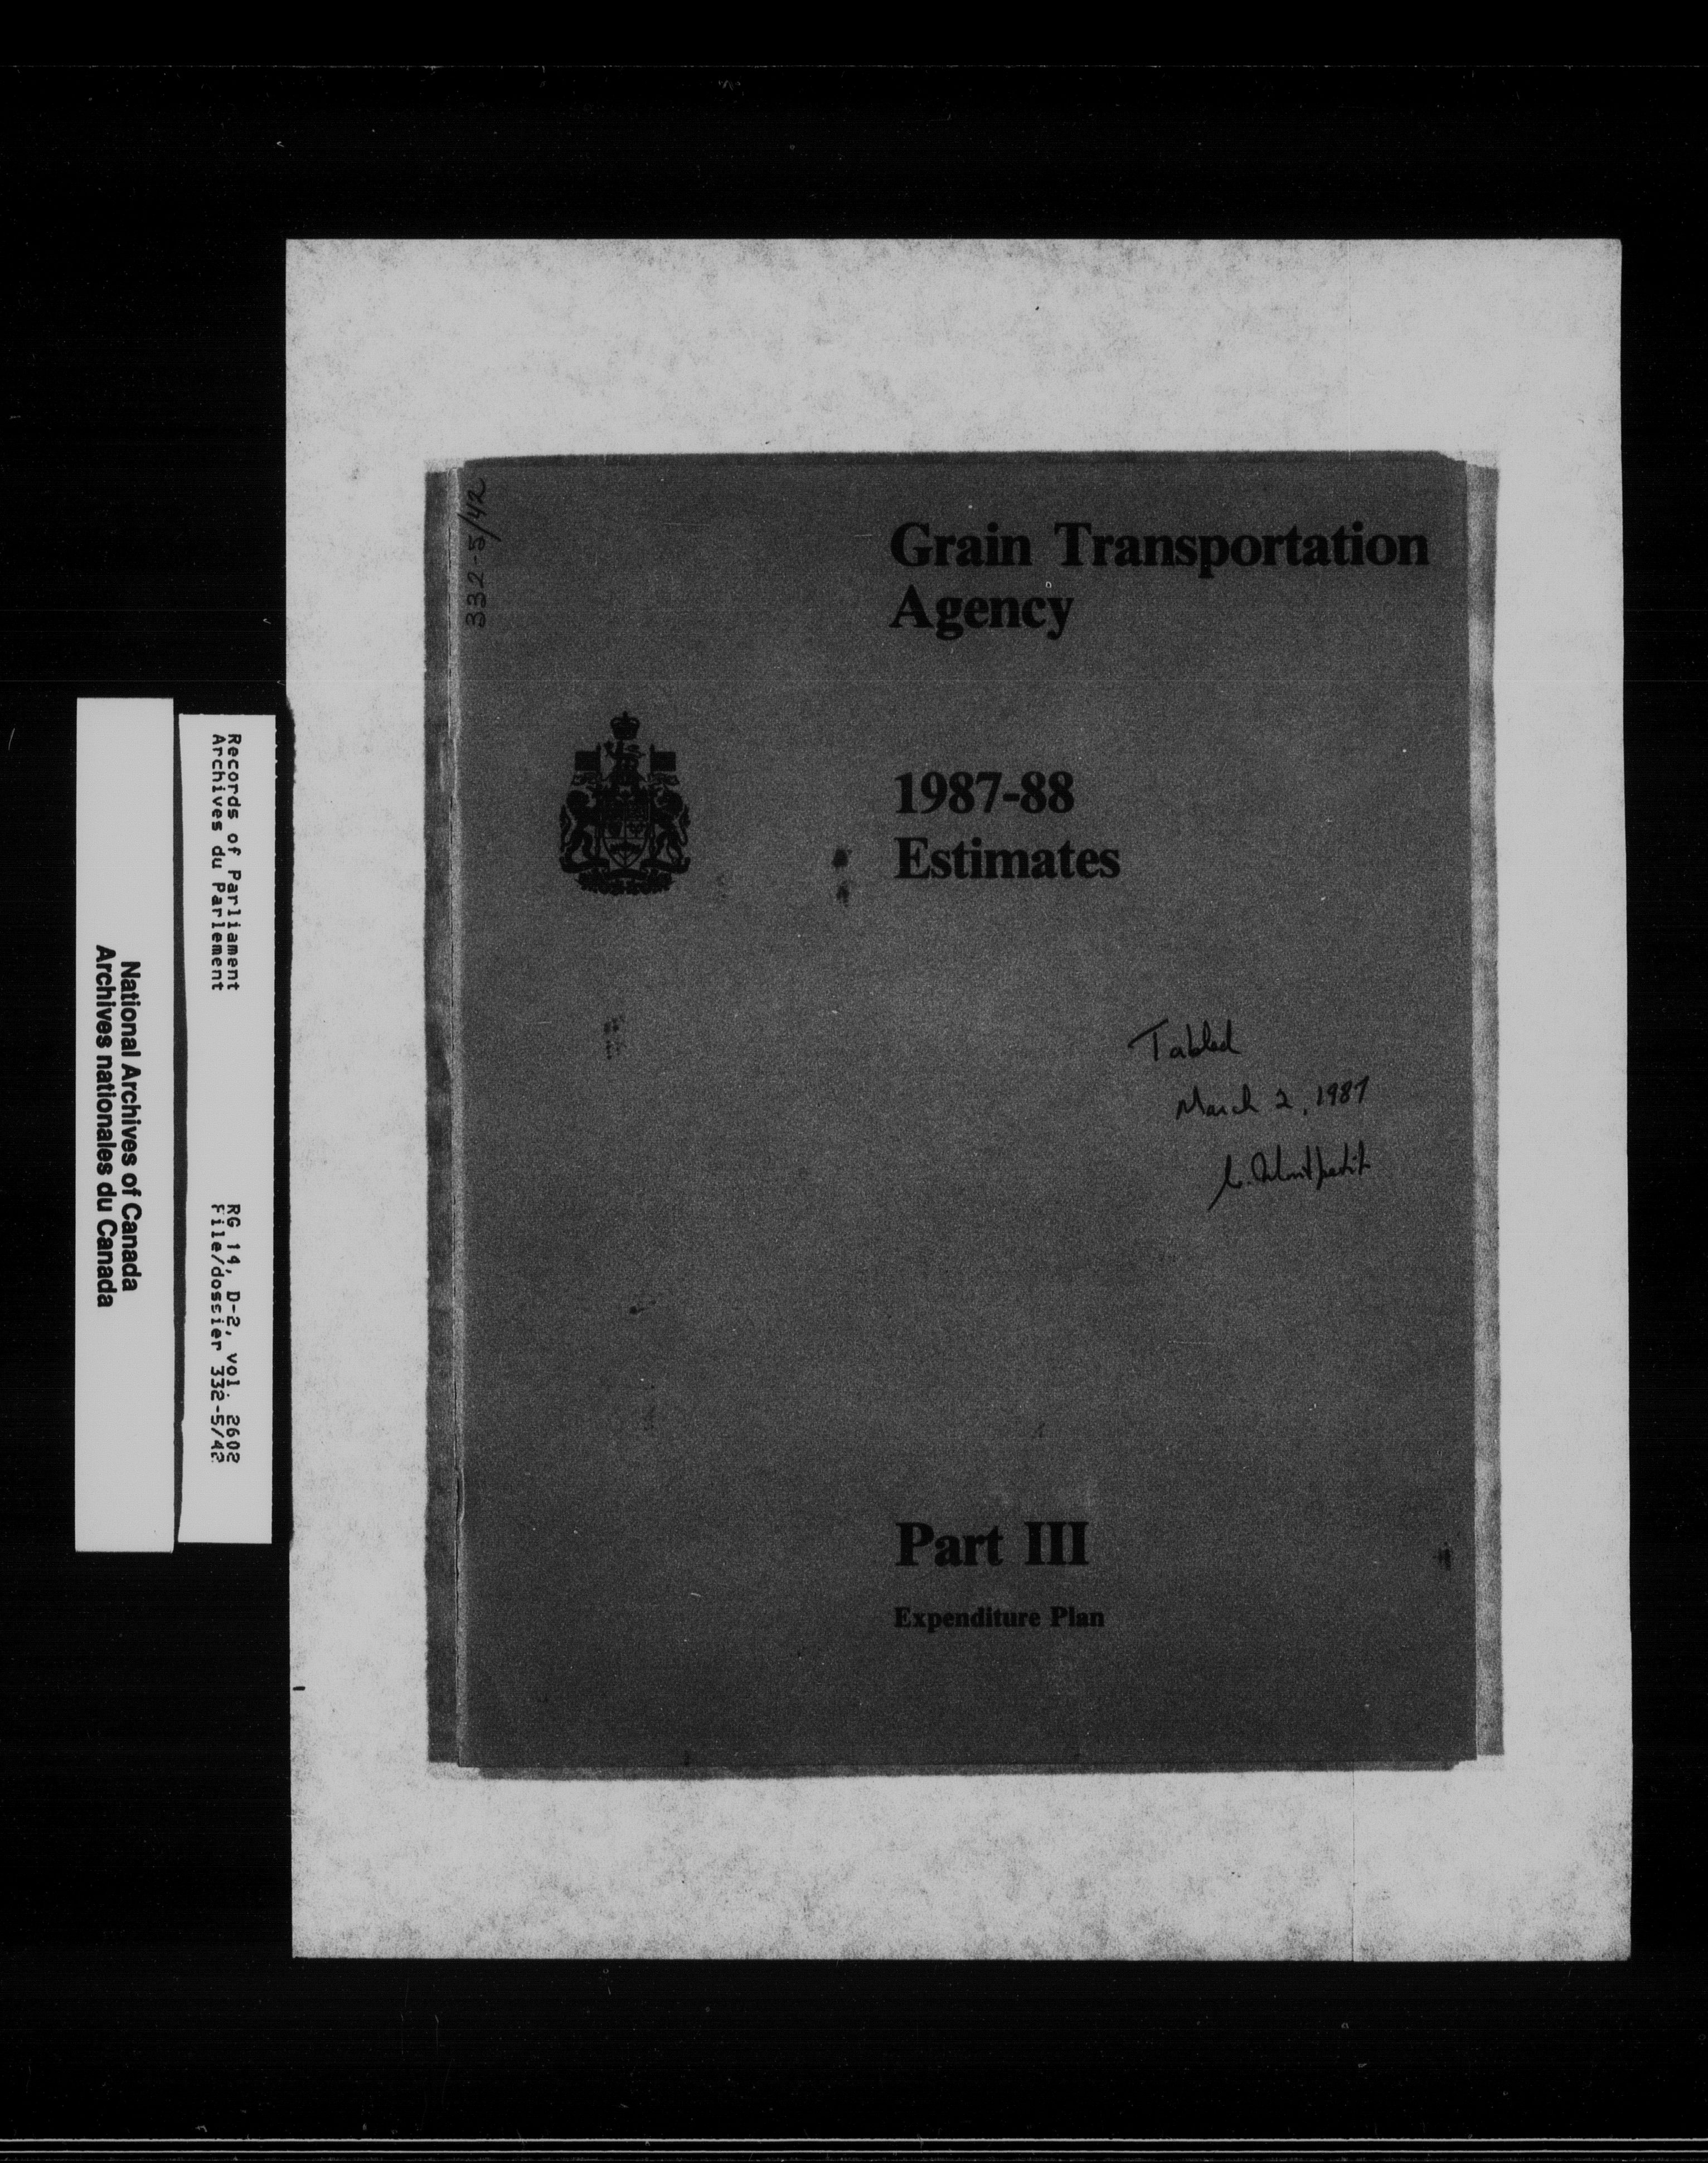 332-5/42
Grain Transportation
Agency
1987-88
Estimates
Tabled
March 2, 1987
Part III
Expenditure Plan
Records of Parliament
Archives du Parlement
RG 14, D-2, vol. 2602
File/dossier 332-5/42
National Archives of Canada
Archives nationales du Canada